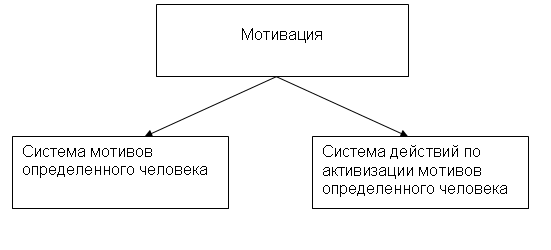 Мотивация
Система мотивов
определенного человека
Система действий по
активизации мотивов
определенного человека